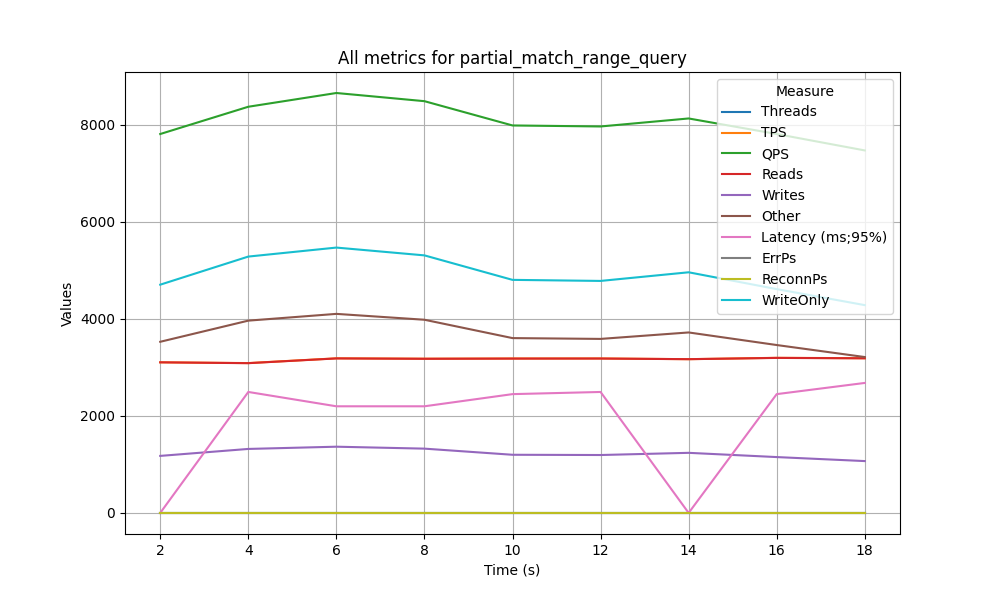 All metrics for partial_match_range_query
Measure
Threads
TPS
QPS
Reads
Writes
Other
Latency (ms;95%)
ErrPs
ReconnPs
WriteOnly
Values
8000
6000
4000
2000
0
2 4 6 8 10 12 14 16 18
Time (s)